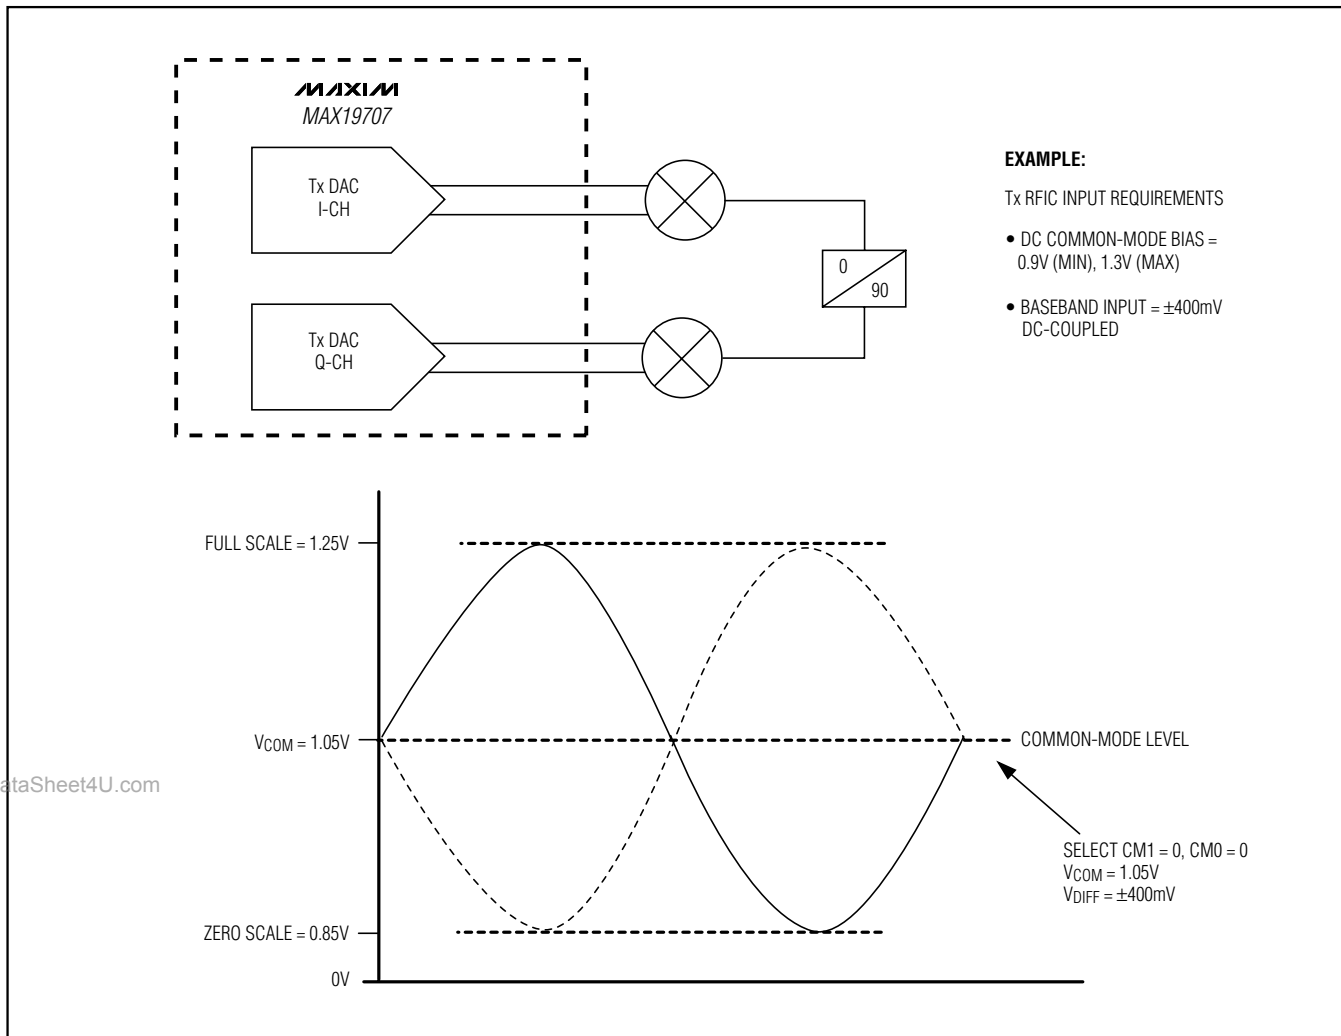 MAXIM
MAX19707
Tx DAC
I-CH
Tx DAC
Q-CH
0
90
EXAMPLE:
Tx RFIC INPUT REQUIREMENTS
• DC COMMON-MODE BIAS =
0.9V (MIN), 1.3V (MAX)
• BASEBAND INPUT = ±400mV
DC-COUPLED
FULL SCALE = 1.25V
VCOM = 1.05V
COMMON-MODE LEVEL
ataSheet4U.com
SELECT CM1 = 0, CM0 = 0
VCOM = 1.05V
VDIFF = ±400mV
ZERO SCALE = 0.85V
0V